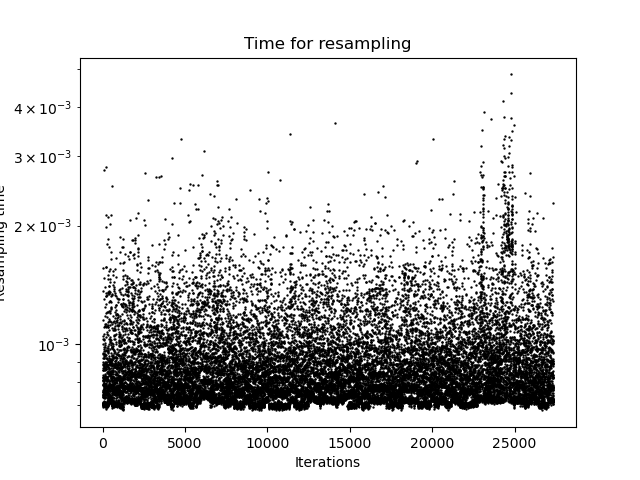 Time for resampling
4 × 10⁻³
3 × 10⁻³
2 × 10⁻³
10⁻³
Resampling time
0 5000 10000 15000 20000 25000
Iterations